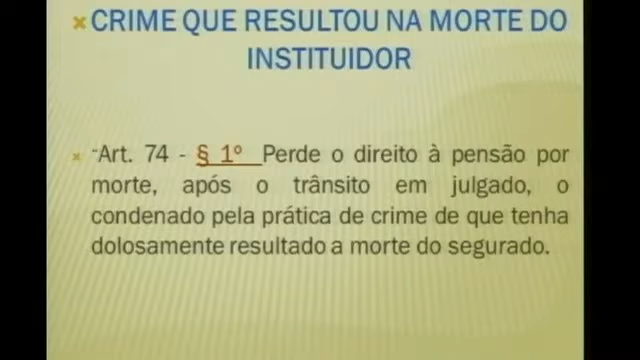 CRIME QUE RESULTOU NA MORTE DO
INSTITUIDOR
"Art. 74 - § 1º Perde o direito à pensão por
morte, após o trânsito em julgado, o
condenado pela prática de crime de que tenha
dolosamente resultado a morte do segurado.